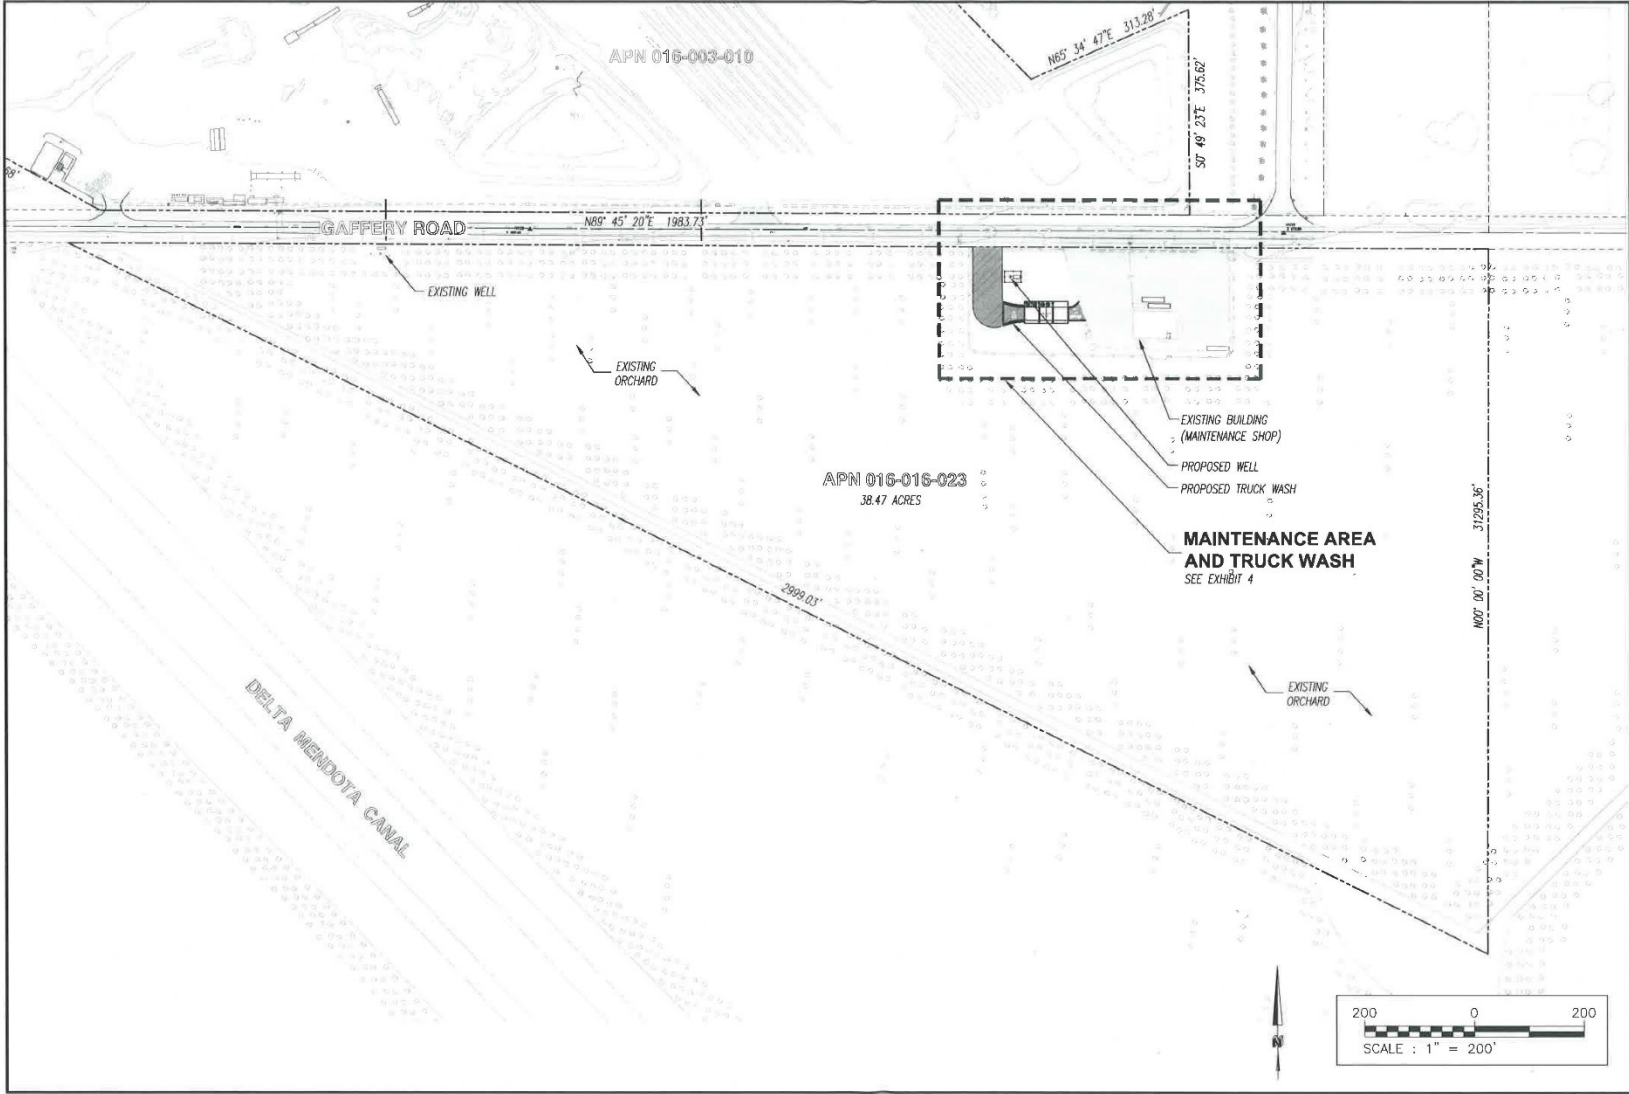 APN 016-003-010
N65° 34' 47"E 313.28'
S0° 49' 23"E 375.62'
68'
GAFFERY ROAD
N89° 45' 20"E 1983.73'
EXISTING WELL
EXISTING
ORCHARD
EXISTING BUILDING
(MAINTENANCE SHOP)
PROPOSED WELL
PROPOSED TRUCK WASH
APN 016-016-023
38.47 ACRES
MAINTENANCE AREA
AND TRUCK WASH
SEE EXHIBIT 4
N00° 00' 00"W 31295.36'
2999.03'
EXISTING
ORCHARD
DELTA MENDOTA CANAL
N
200 0 200
SCALE : 1" = 200'